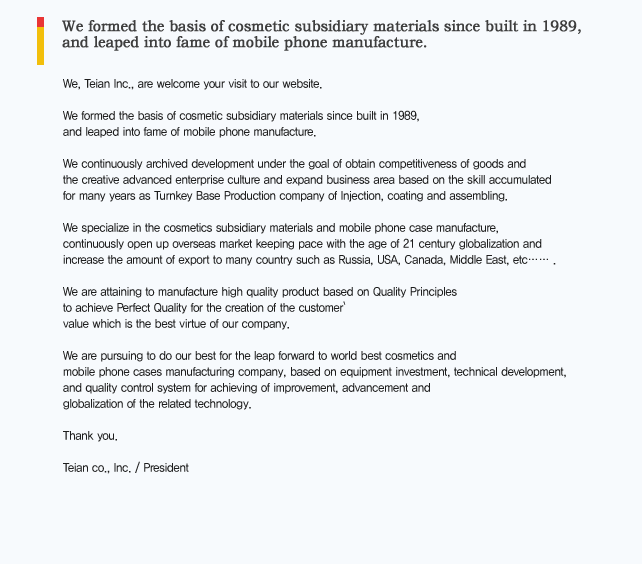 We formed the basis of cosmetic subsidiary materials since built in 1989,
and leaped into fame of mobile phone manufacture.
We, Teian Inc., are welcome your visit to our website.
We formed the basis of cosmetic subsidiary materials since built in 1989,
and leaped into fame of mobile phone manufacture.
We continuously archived development under the goal of obtain competitiveness of goods and
the creative advanced enterprise culture and expand business area based on the skill accumulated
for many years as Turnkey Base Production company of Injection, coating and assembling.
We specialize in the cosmetics subsidiary materials and mobile phone case manufacture,
continuously open up overseas market keeping pace with the age of 21 century globalization and
increase the amount of export to many country such as Russia, USA, Canada, Middle East, etc…… .
We are attaining to manufacture high quality product based on Quality Principles
to achieve Perfect Quality for the creation of the customer‵
value which is the best virtue of our company.
We are pursuing to do our best for the leap forward to world best cosmetics and
mobile phone cases manufacturing company, based on equipment investment, technical development,
and quality control system for achieving of improvement, advancement and
globalization of the related technology.
Thank you.
Teian co., Inc. / President